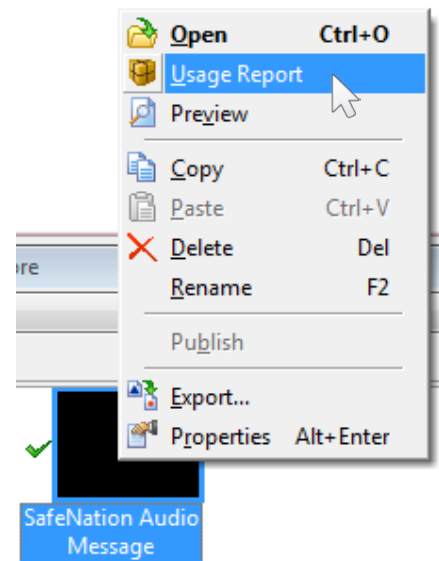 Open Ctrl+O
Usage Report
Preview
Copy Ctrl+C
Paste Ctrl+V
Delete Del
Rename F2
Publish
Export...
Properties Alt+Enter
ore
SafeNation Audio
Message